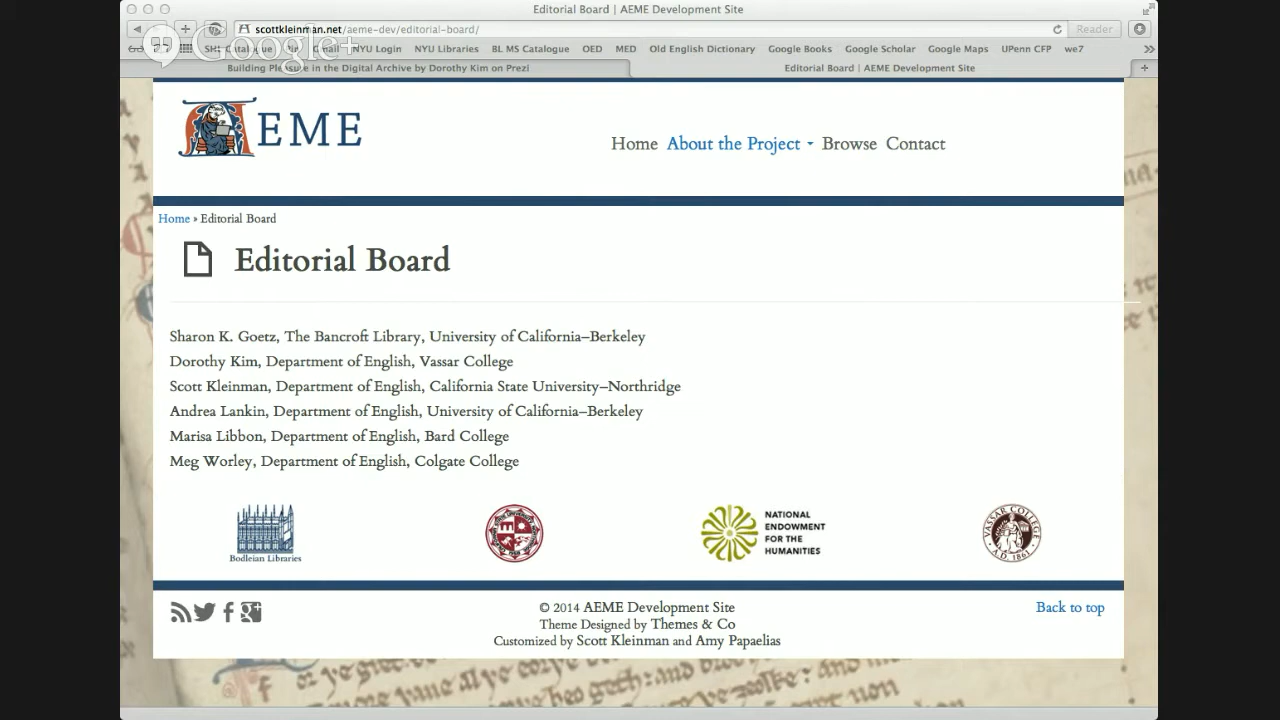 Editorial Board | AEME Development Site
scottkleinman.net/aeme-dev/editorial-board/
Reader
Google+
SHL Catalogue
Gmail
NYU Login
NYU Libraries
BL MS Catalogue
OED
MED
Old English Dictionary
Google Books
Google Scholar
Google Maps
UPenn CFP
we7
Building Pleasure in the Digital Archive by Dorothy Kim on Prezi
Editorial Board | AEME Development Site
AEME
Home About the Project Browse Contact
Home » Editorial Board
Editorial Board
Sharon K. Goetz, The Bancroft Library, University of California–Berkeley
Dorothy Kim, Department of English, Vassar College
Scott Kleinman, Department of English, California State University–Northridge
Andrea Lankin, Department of English, University of California–Berkeley
Marisa Libbon, Department of English, Bard College
Meg Worley, Department of English, Colgate College
Bodleian Libraries
NATIONAL
ENDOWMENT
FOR THE
HUMANITIES
VASSAR COLLEGE
A.D. 1861
© 2014 AEME Development Site
Theme Designed by Themes & Co
Customized by Scott Kleinman and Amy Papaelias
Back to top